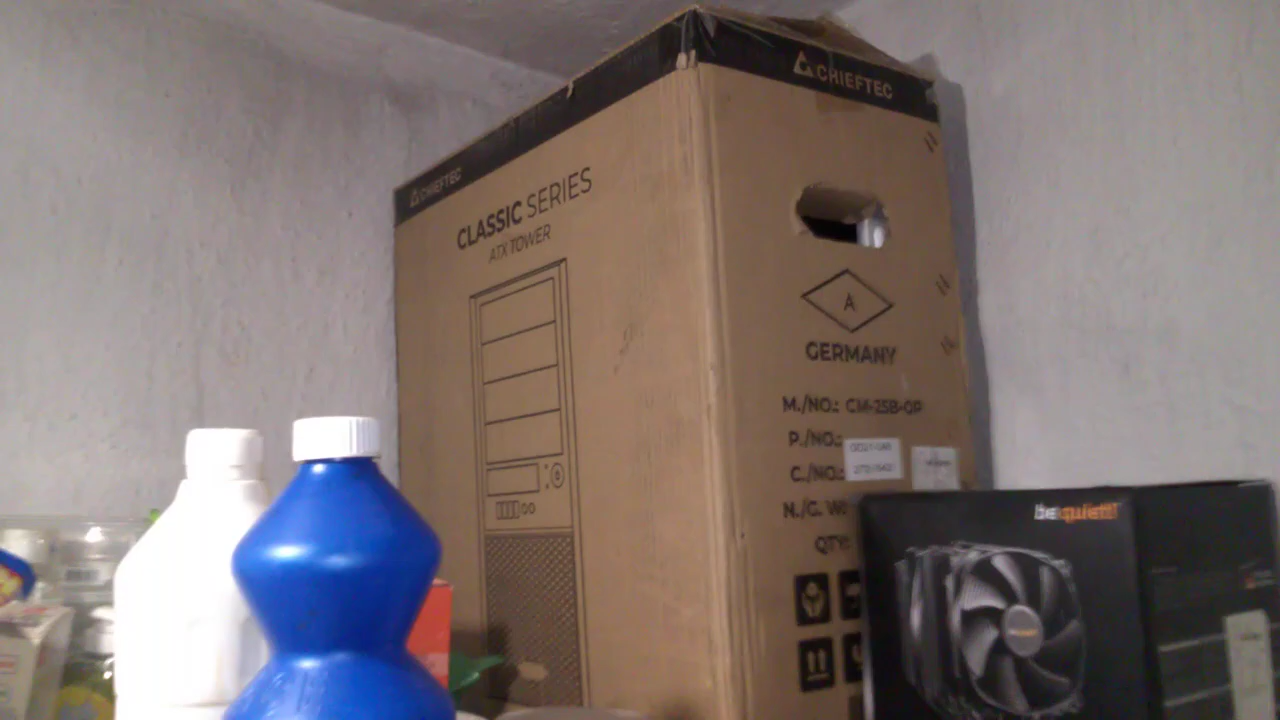 CHIEFTEC
CHIEFTEC
CLASSIC SERIES
ATX TOWER
A
GERMANY
M./NO.: CM-25B-OP
P./NO.:
C./NO.:
N./G. W
QTY:
be quiet!